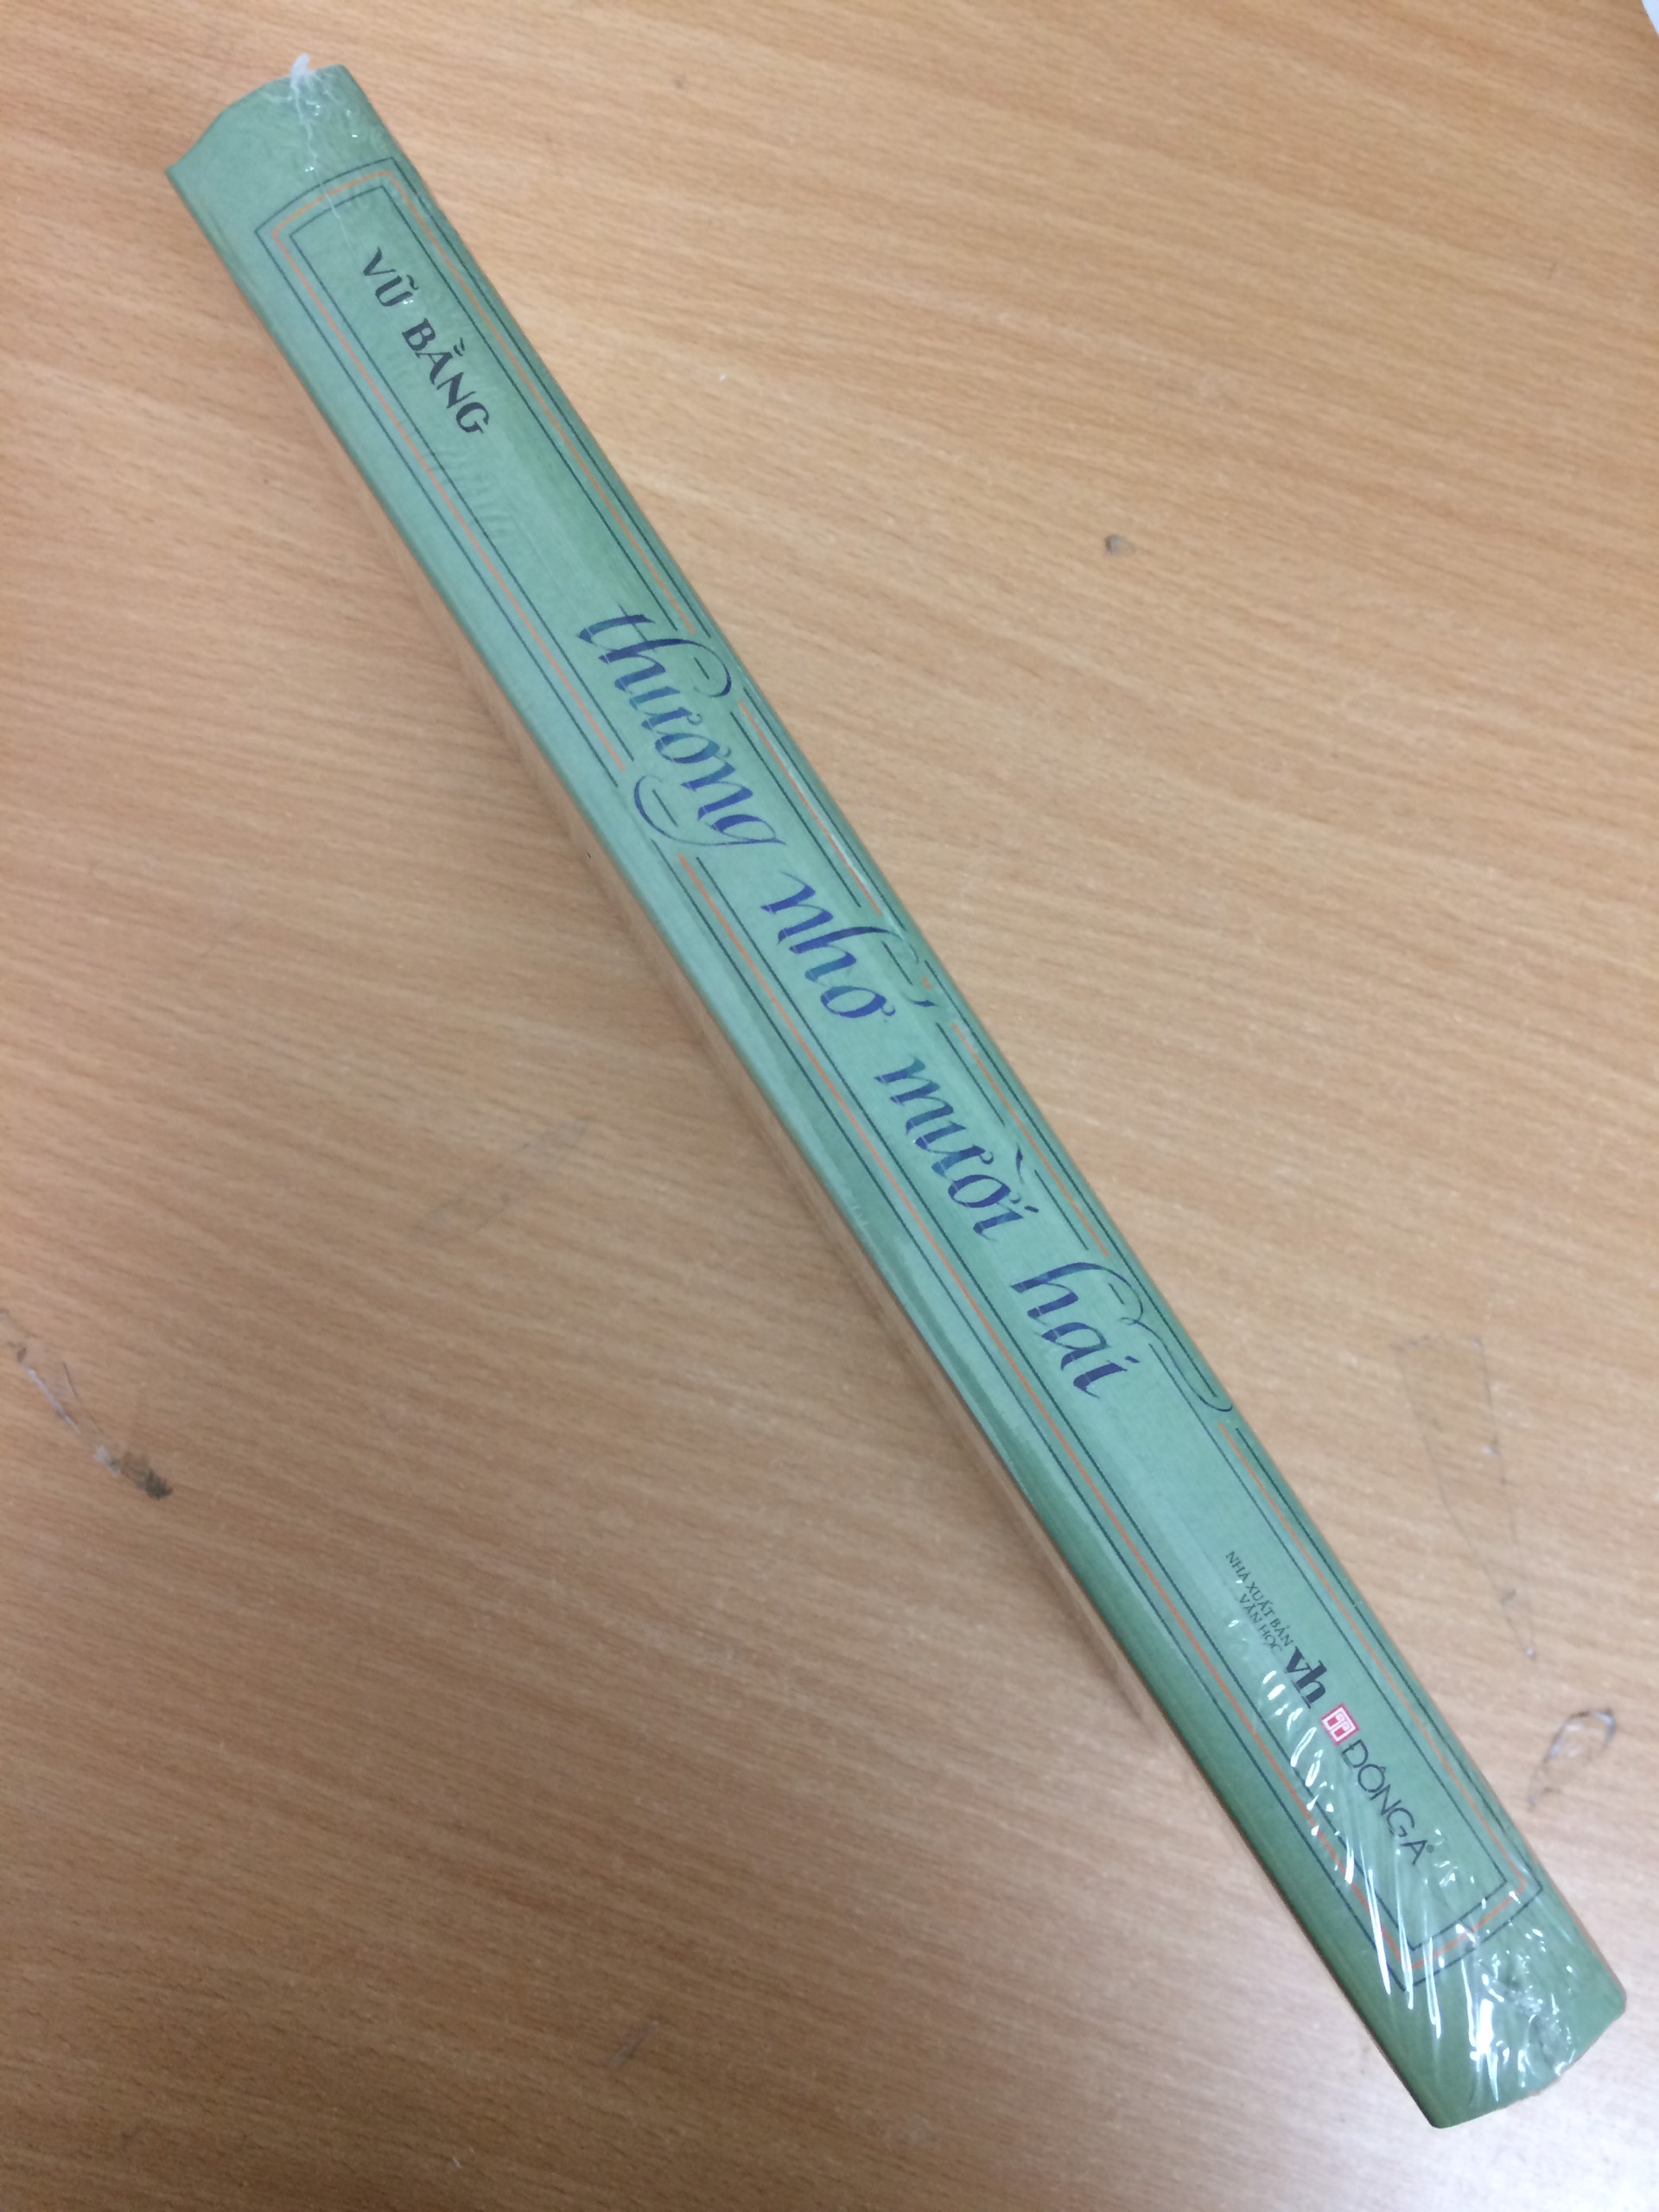 VŨ BẰNG
thương nhớ mười hai
NHÀ XUẤT BẢN
VĂN HỌC
vh
ĐÔNG A